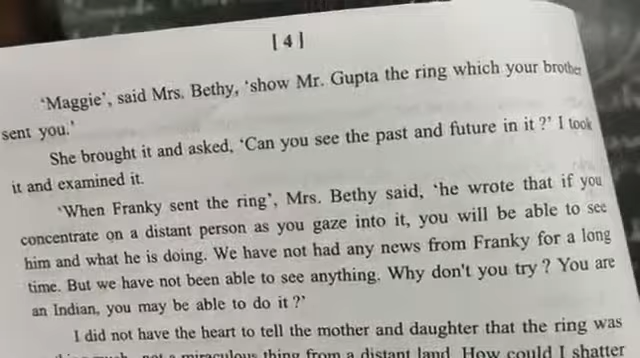 [4]
‘Maggie’, said Mrs. Bethy, ‘show Mr. Gupta the ring which your brother
sent you.’
She brought it and asked, ‘Can you see the past and future in it ?’ I took
it and examined it.
‘When Franky sent the ring’, Mrs. Bethy said, ‘he wrote that if you
concentrate on a distant person as you gaze into it, you will be able to see
him and what he is doing. We have not had any news from Franky for a long
time. But we have not been able to see anything. Why don't you try ? You are
an Indian, you may be able to do it ?’
I did not have the heart to tell the mother and daughter that the ring was
not a miraculous thing from a distant land. How could I shatter